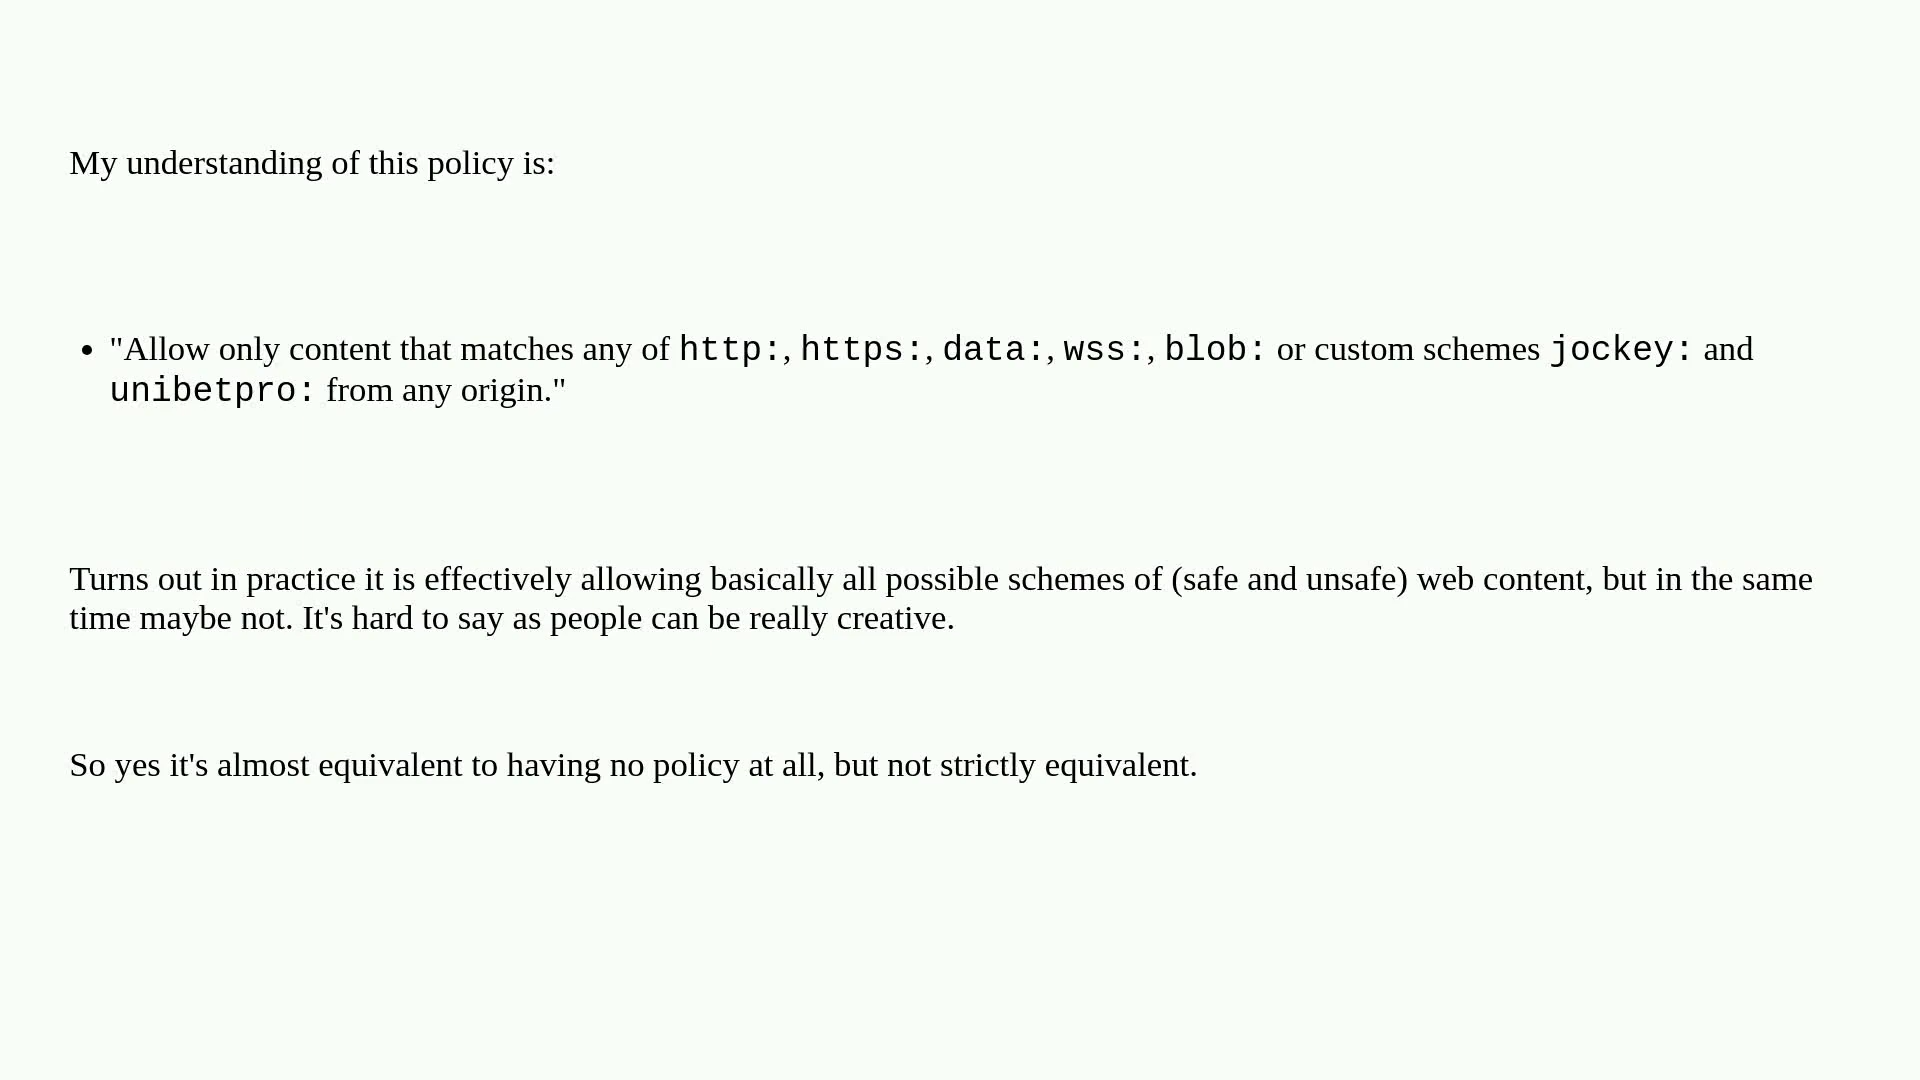 My understanding of this policy is:
• "Allow only content that matches any of http:, https:, data:, wss:, blob: or custom schemes jockey: and
unibetpro: from any origin."
Turns out in practice it is effectively allowing basically all possible schemes of (safe and unsafe) web content, but in the same
time maybe not. It's hard to say as people can be really creative.
So yes it's almost equivalent to having no policy at all, but not strictly equivalent.